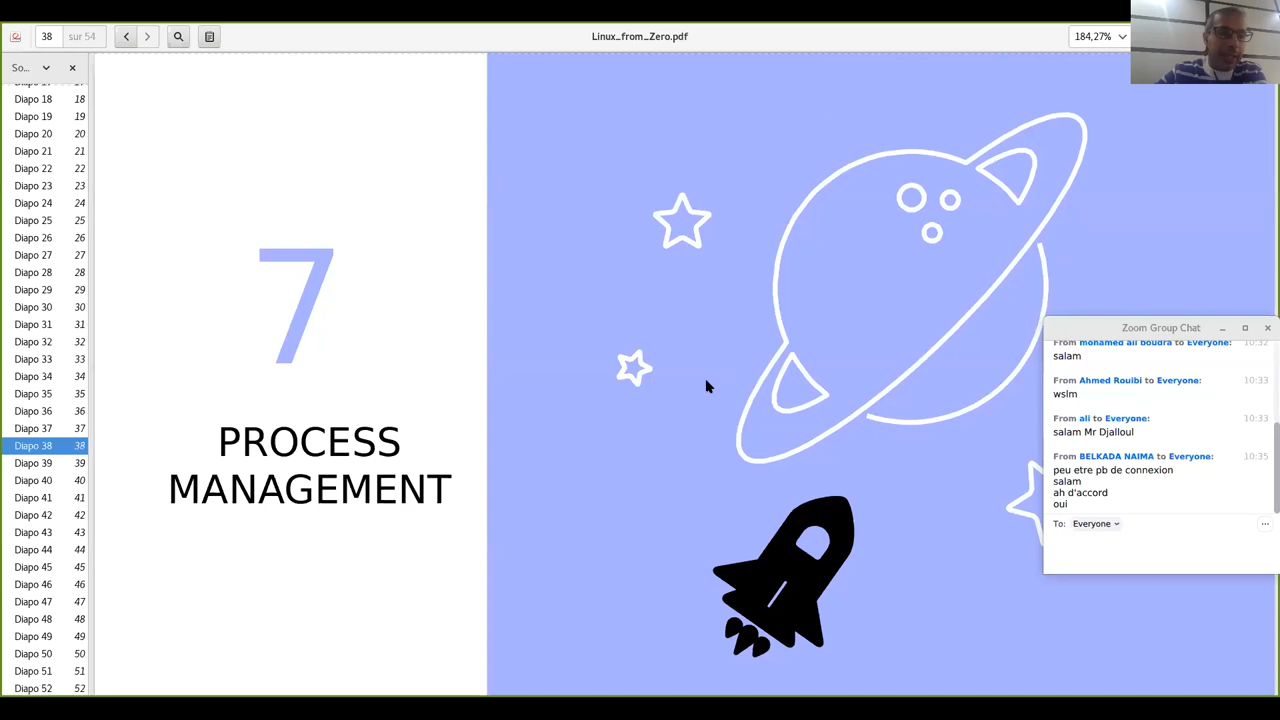 38
sur 54
Linux_from_Zero.pdf
184,27%
So...
Diapo 18 18
Diapo 19 19
Diapo 20 20
Diapo 21 21
Diapo 22 22
Diapo 23 23
Diapo 24 24
Diapo 25 25
Diapo 26 26
Diapo 27 27
Diapo 28 28
Diapo 29 29
Diapo 30 30
Diapo 31 31
Diapo 32 32
Diapo 33 33
Diapo 34 34
Diapo 35 35
Diapo 36 36
Diapo 37 37
Diapo 38 38
Diapo 39 39
Diapo 40 40
Diapo 41 41
Diapo 42 42
Diapo 43 43
Diapo 44 44
Diapo 45 45
Diapo 46 46
Diapo 47 47
Diapo 48 48
Diapo 49 49
Diapo 50 50
Diapo 51 51
Diapo 52 52
7
PROCESS
MANAGEMENT
Zoom Group Chat
From mohamed ali boudra to Everyone: 10:32
salam
From Ahmed Roulbi to Everyone: 10:33
wslm
From ali to Everyone: 10:33
salam Mr Djalloul
From BELKADA NAIMA to Everyone: 10:35
peu etre pb de connexion
salam
ah d'accord
oui
To: Everyone